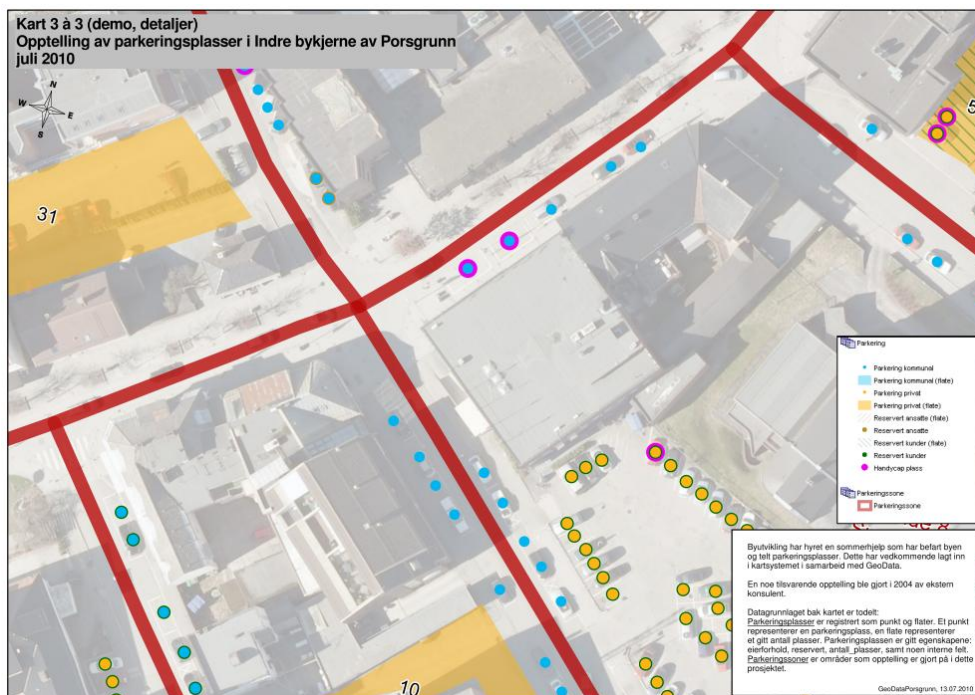 Kart 3 à 3 (demo, detaljer)
Opptelling av parkeringsplasser i Indre bykjerne av Porsgrunn
juli 2010
N
W
E
S
5
31
10
Parkering
Parkering kommunal
Parkering kommunal (flate)
Parkering privat
Parkering privat (flate)
Reservert ansatte (flate)
Reservert ansatte
Reservert kunder (flate)
Reservert kunder
Handycap plass
Parkeringssone
Parkeringssone
Byutvikling har hyret en sommerhjelp som har befart byen
og telt parkeringsplasser. Dette har vedkommende lagt inn
i kartsystemet i samarbeid med GeoData.
En noe tilsvarende opptelling ble gjort i 2004 av ekstern
konsulent.
Datagrunnlaget bak kartet er todelt:
Parkeringsplasser er registrert som punkt og flater. Et punkt
representerer en parkeringsplass, en flate representerer
et gitt antall plasser. Parkeringsplassen er gitt egenskapene:
eierforhold, reservert, antall_plasser, samt noen interne felt.
Parkeringssoner er områder som opptelling er gjort på i dette
prosjektet.
GeoDataPorsgrunn, 13.07.2010